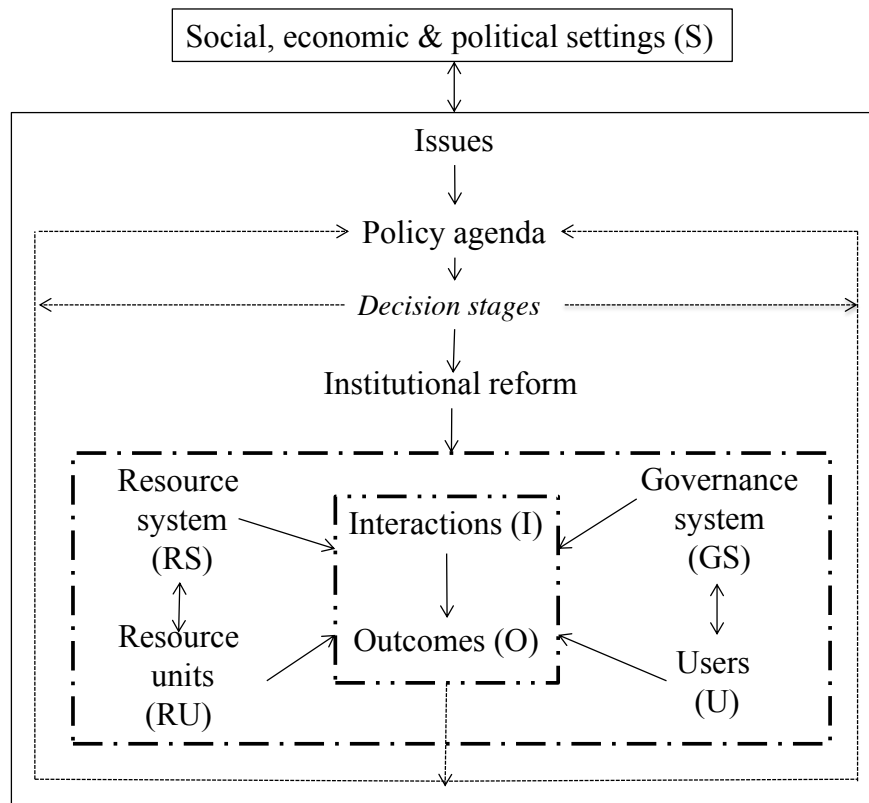 Social, economic & political settings (S)
Issues
Policy agenda
Decision stages
Institutional reform
Resource
system
(RS)
Interactions (I)
Governance
system
(GS)
Resource
units
(RU)
Outcomes (O)
Users
(U)